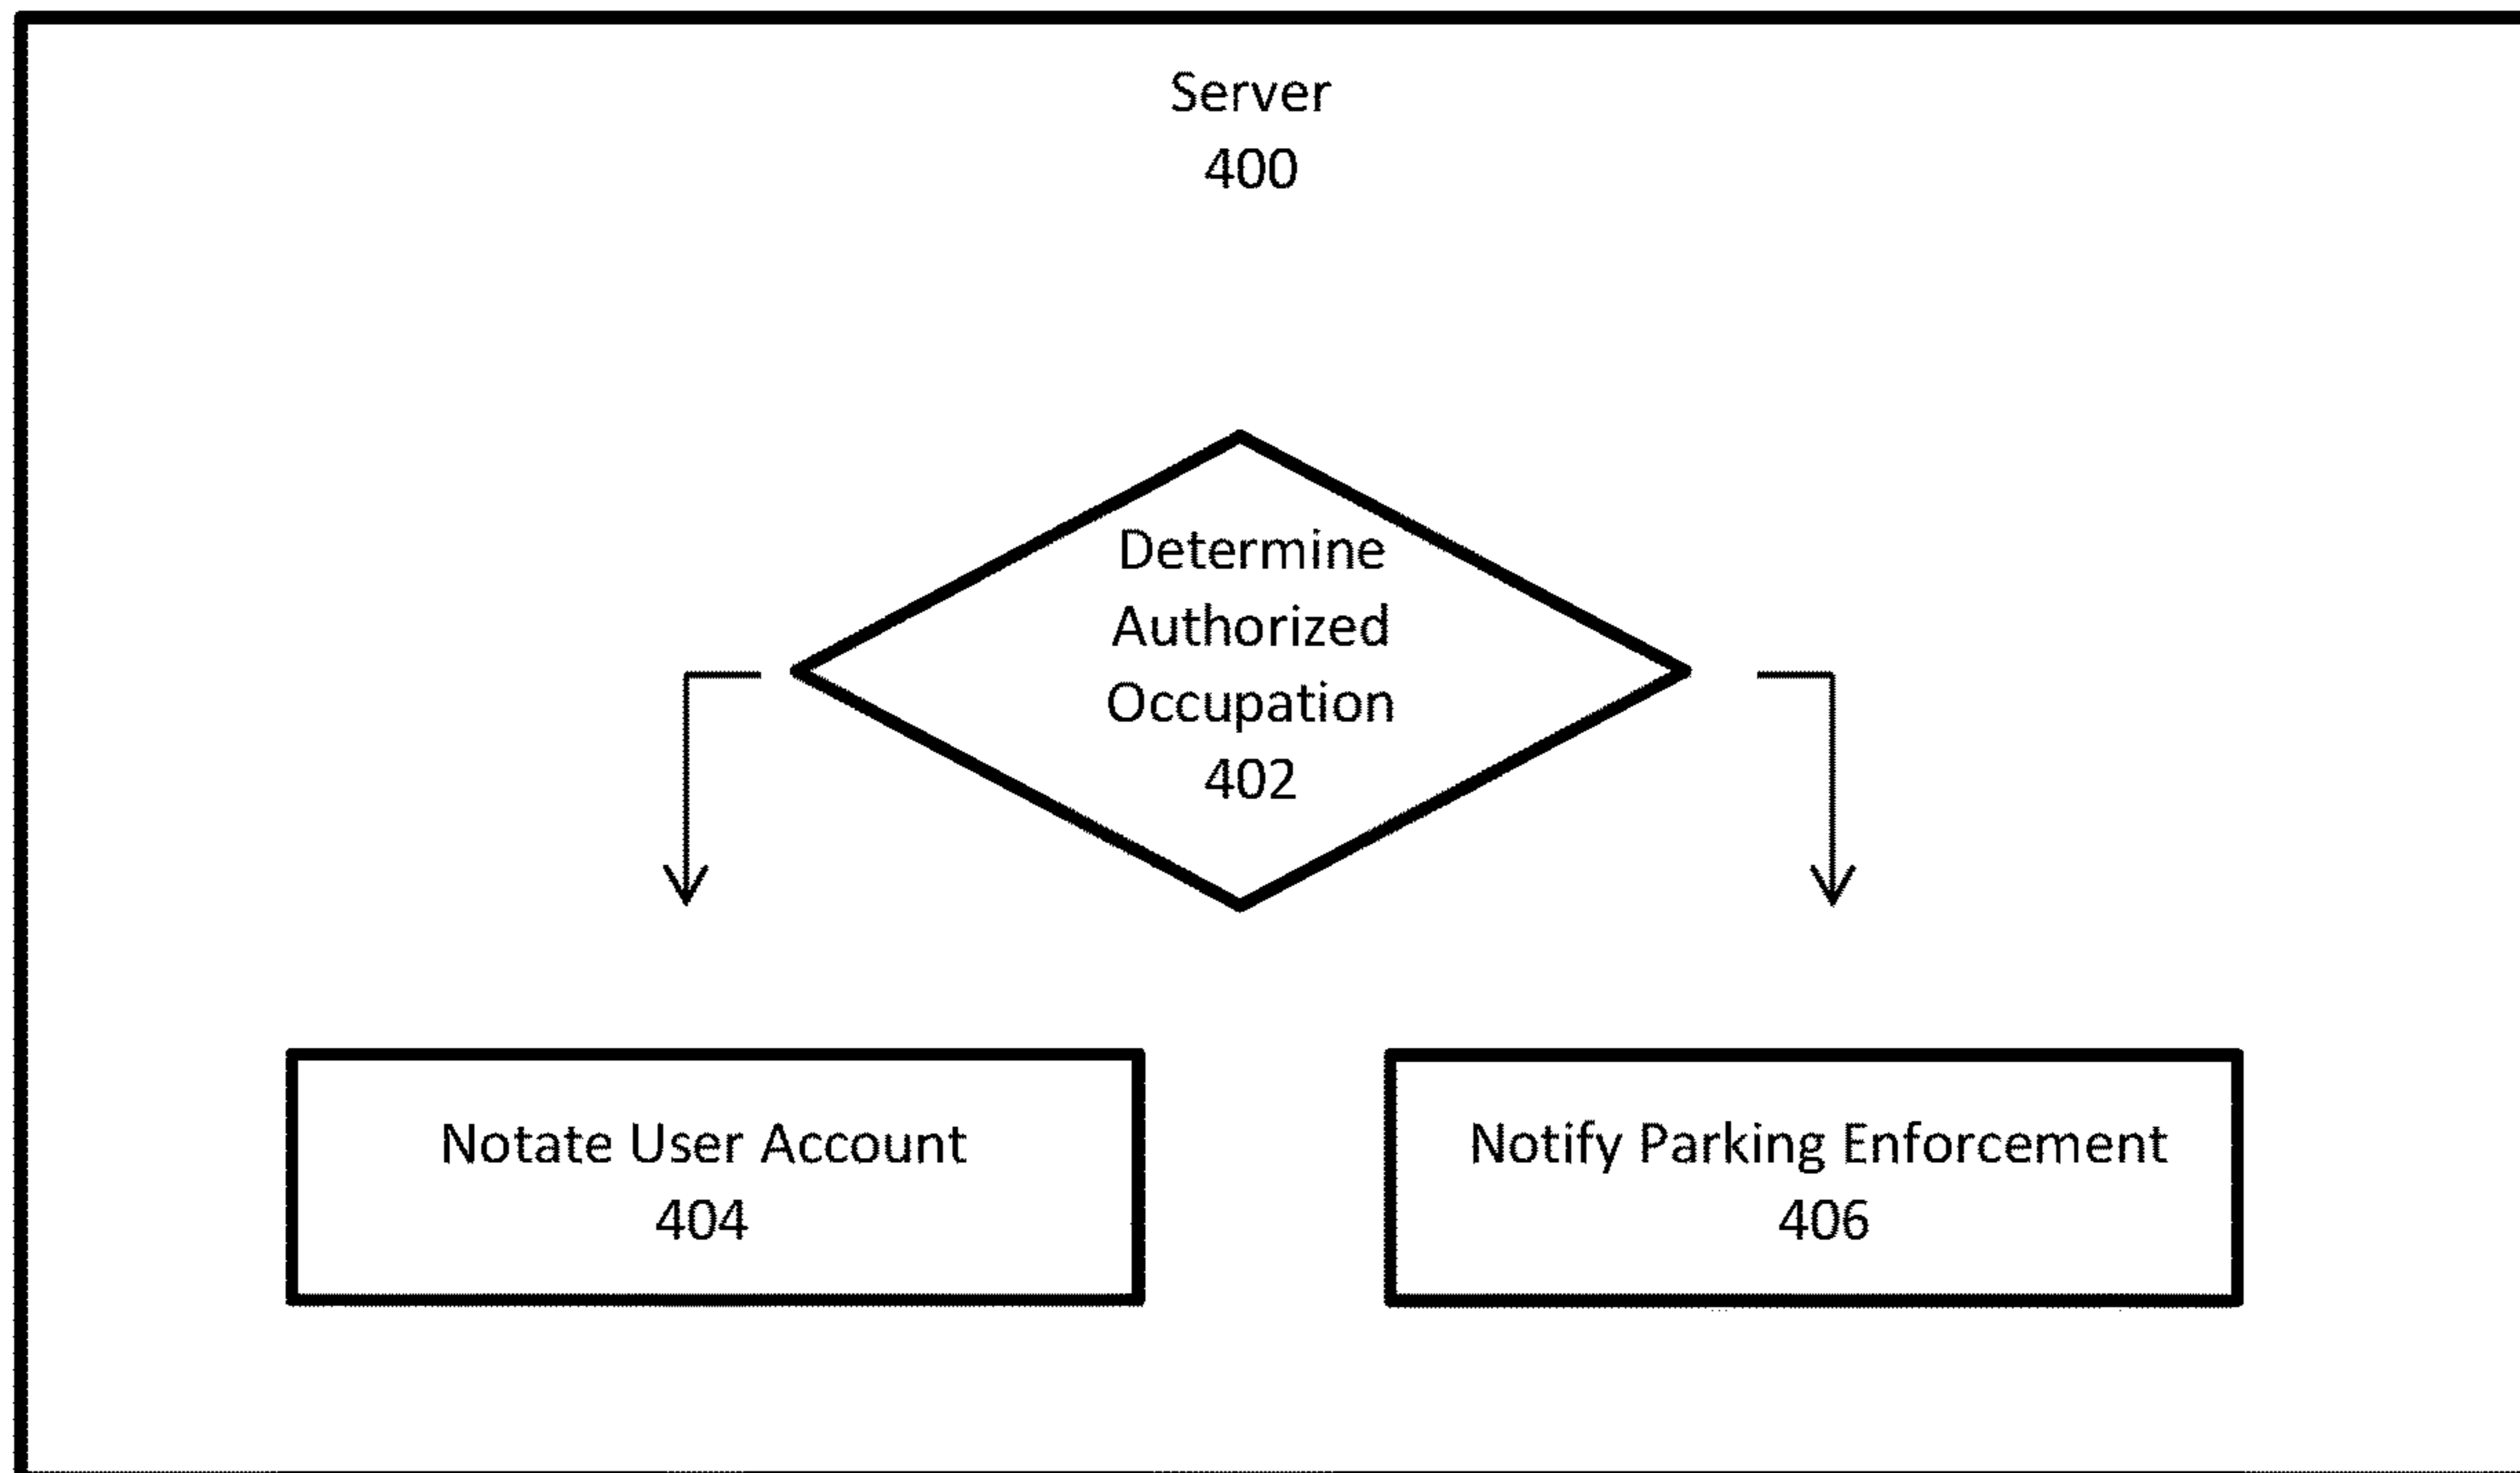 Server
400
Determine
Authorized
Occupation
402
Notate User Account
404
Notify Parking Enforcement
406